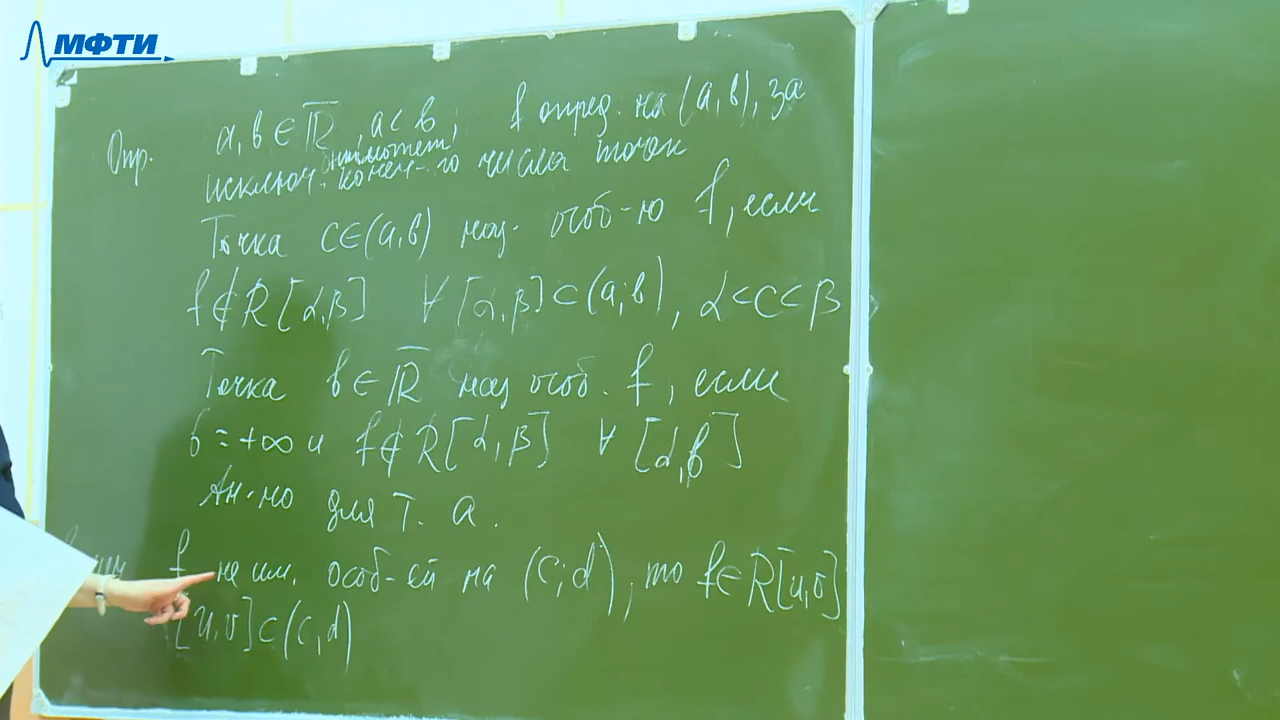 МФТИ
Опр. a, b ∈ R̅, a < b, f опред. на (a, b), за
исключ. конеч-го числа точек
Точка c∈(a,b) наз. особ-ю f, если
f∉R[α,β] ∀ [α,β]⊂(a;b), α<c<β
Точка b∈R̅ наз особ. f, если
b = +∞ и f∉R[α,β] ∀ [α,b]
Ан-но для т. a.
f не им. особ-ей на (c;d), то f∈R[u,v]
[u,v]⊂(c,d)